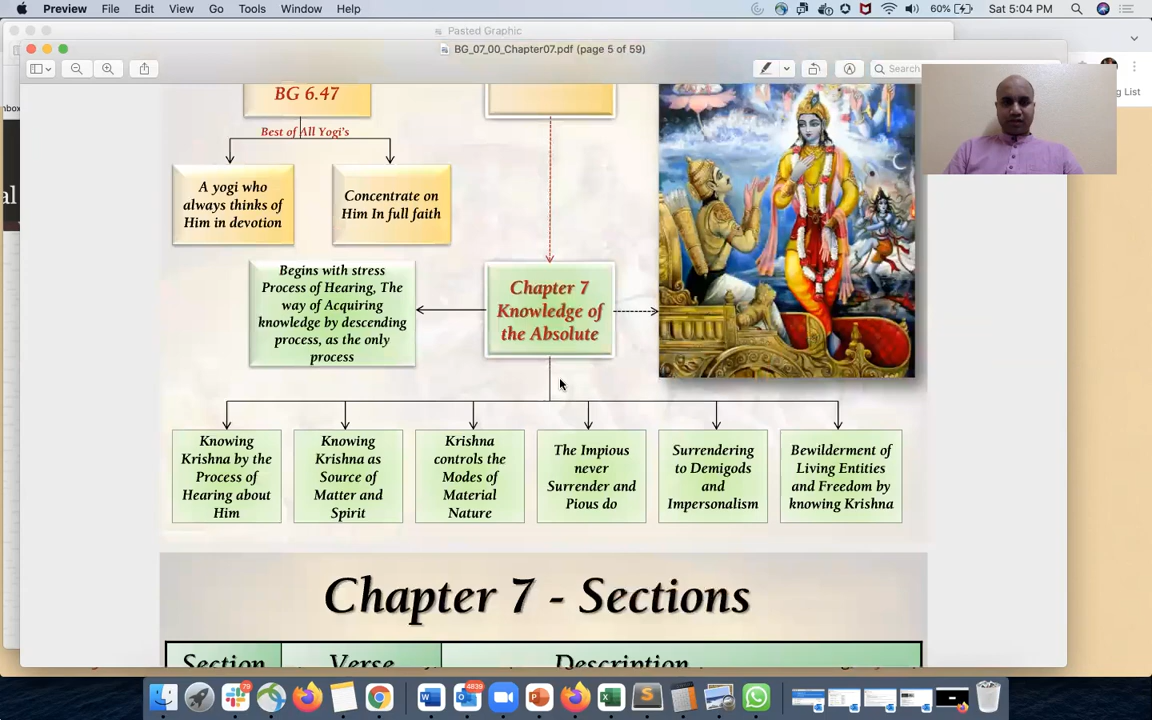 Preview File Edit View Go Tools Window Help 60% Sat 5:04 PM
Pasted Graphic
BG_07_00_Chapter07.pdf (page 5 of 59)
Search
ng List
nbox
al
BG 6.47
Best of All Yogi's
A yogi who
always thinks of
Him in devotion
Concentrate on
Him In full faith
Begins with stress
Process of Hearing, The
way of Acquiring
knowledge by descending
process, as the only
process
Chapter 7
Knowledge of
the Absolute
Knowing
Krishna by the
Process of
Hearing about
Him
Knowing
Krishna as
Source of
Matter and
Spirit
Krishna
controls the
Modes of
Material
Nature
The Impious
never
Surrender and
Pious do
Surrendering
to Demigods
and
Impersonalism
Bewilderment of
Living Entities
and Freedom by
knowing Krishna
Chapter 7 - Sections
Section Verse Description
79
4839